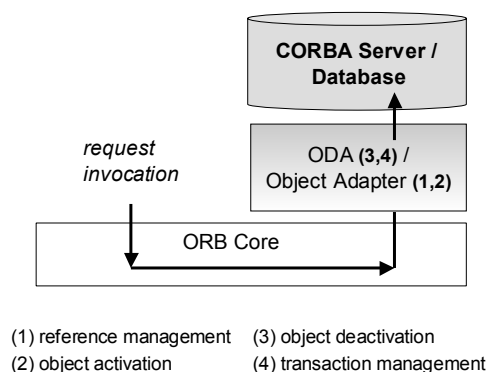 CORBA Server /
Database
request
invocation
ODA (3,4) /
Object Adapter (1,2)
ORB Core
(1) reference management (3) object deactivation
(2) object activation (4) transaction management